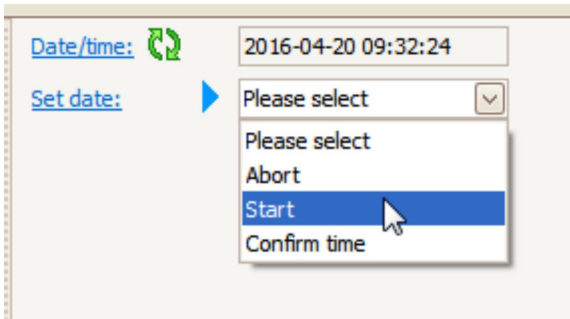 Date/time: 2016-04-20 09:32:24
Set date: Please select
Please select
Abort
Start
Confirm time